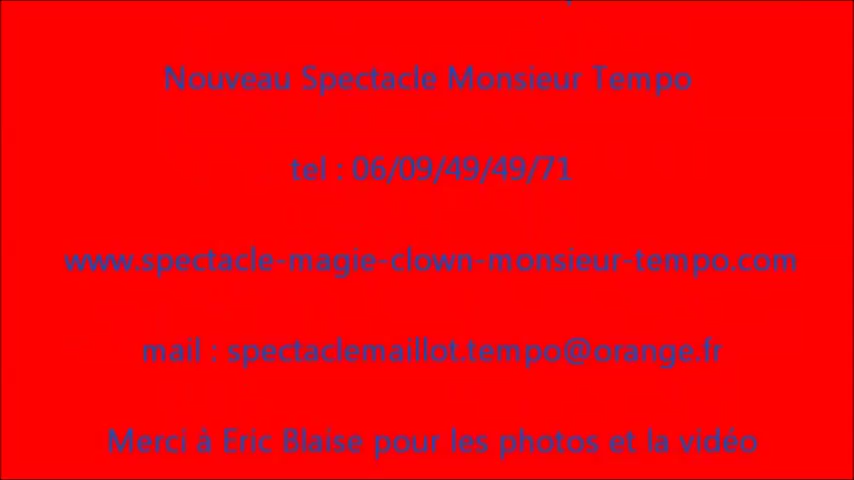 Nouveau Spectacle Monsieur Tempo
tel : 06/09/49/49/71
www.spectacle-magie-clown-monsieur-tempo.com
mail : spectaclemaillot.tempo@orange.fr
Merci à Eric Blaise pour les photos et la vidéo